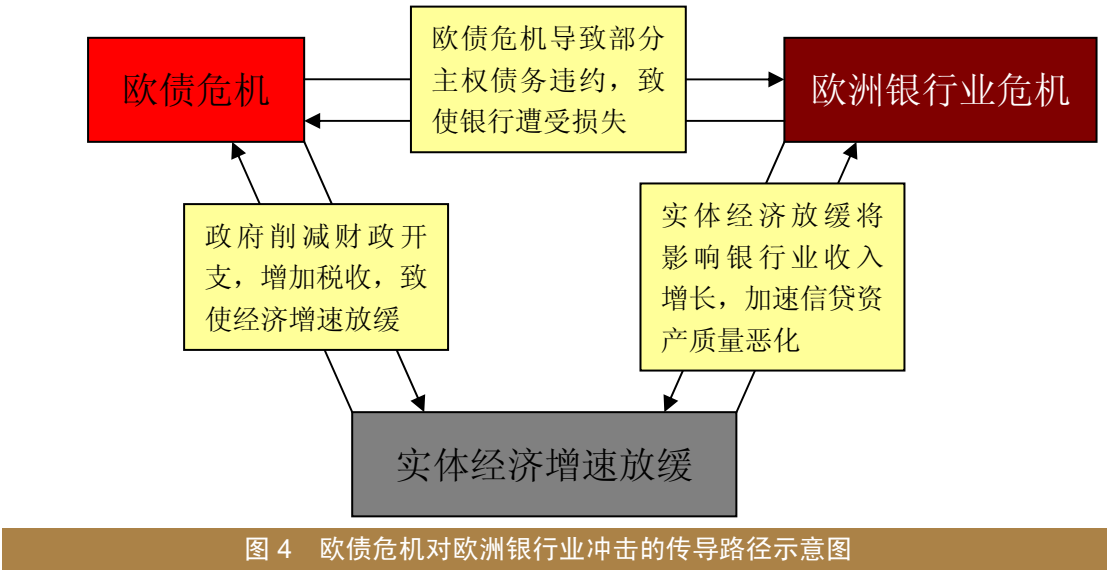 欧债危机
欧债危机导致部分
主权债务违约，致
使银行遭受损失
欧洲银行业危机
政府削减财政开
支，增加税收，致
使经济增速放缓
实体经济放缓将
影响银行业收入
增长，加速信贷资
产质量恶化
实体经济增速放缓
图 4　欧债危机对欧洲银行业冲击的传导路径示意图